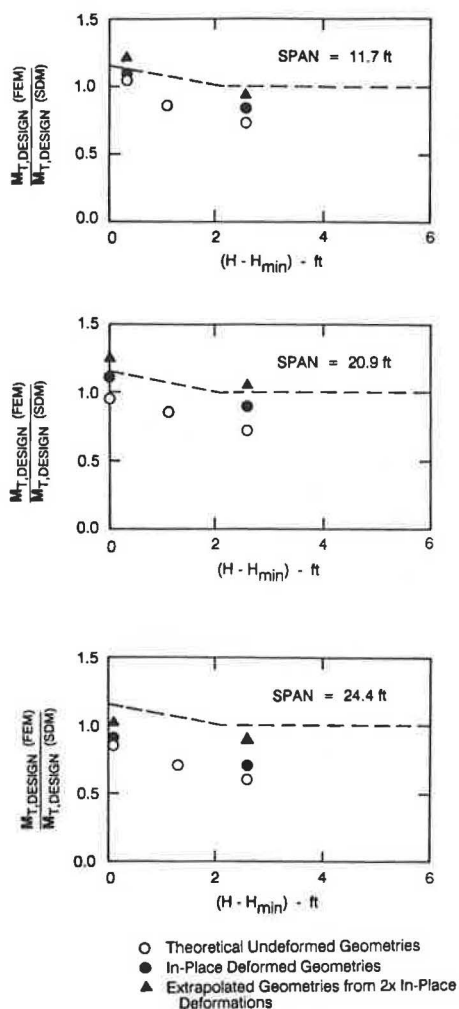 1.5
SPAN = 11.7 ft
1.0
0.5
0.0
M_T,DESIGN (FEM)
M_T,DESIGN (SDM)
0 2 4 6
(H - H_min) - ft
1.5
SPAN = 20.9 ft
1.0
0.5
0.0
M_T,DESIGN (FEM)
M_T,DESIGN (SDM)
0 2 4 6
(H - H_min) - ft
1.5
SPAN = 24.4 ft
1.0
0.5
0.0
M_T,DESIGN (FEM)
M_T,DESIGN (SDM)
0 2 4 6
(H - H_min) - ft
○ Theoretical Undeformed Geometries
● In-Place Deformed Geometries
▲ Extrapolated Geometries from 2x In-Place
Deformations